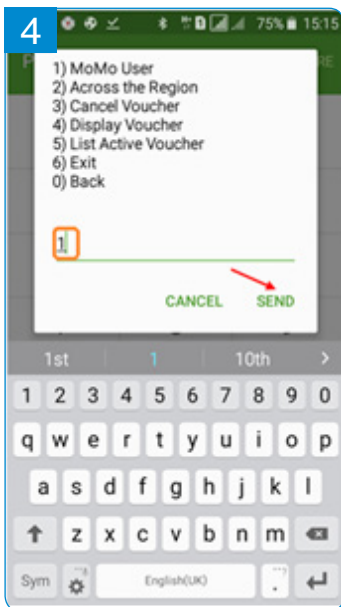 4
75% 15:15
1) MoMo User
2) Across the Region
3) Cancel Voucher
4) Display Voucher
5) List Active Voucher
6) Exit
0) Back
1
CANCEL SEND
1st 1 10th >
1 2 3 4 5 6 7 8 9 0
q w e r t y u i o p
a s d f g h j k l
z x c v b n m
Sym English(UK) .